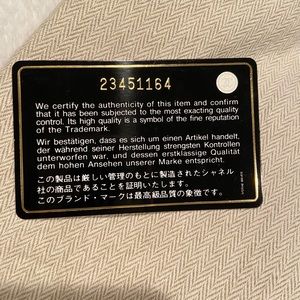 23451164
We certify the authenticity of this item and confirm
that it has been subjected to the most exacting quality
control. Its high quality is a symbol of the fine reputation
of the Trademark.
Wir bestätigen, dass es sich um einen Artikel handelt,
der während seiner Herstellung strengsten Kontrollen
unterworfen war, und dessen erstklassige Qualität
dem hohen Ansehen unserer Marke entspricht.
この製品は厳しい管理のもとに製造されたシャネル
社の商品であることを証明いたします。
このブランド・マークは最高級品質の象徴です。